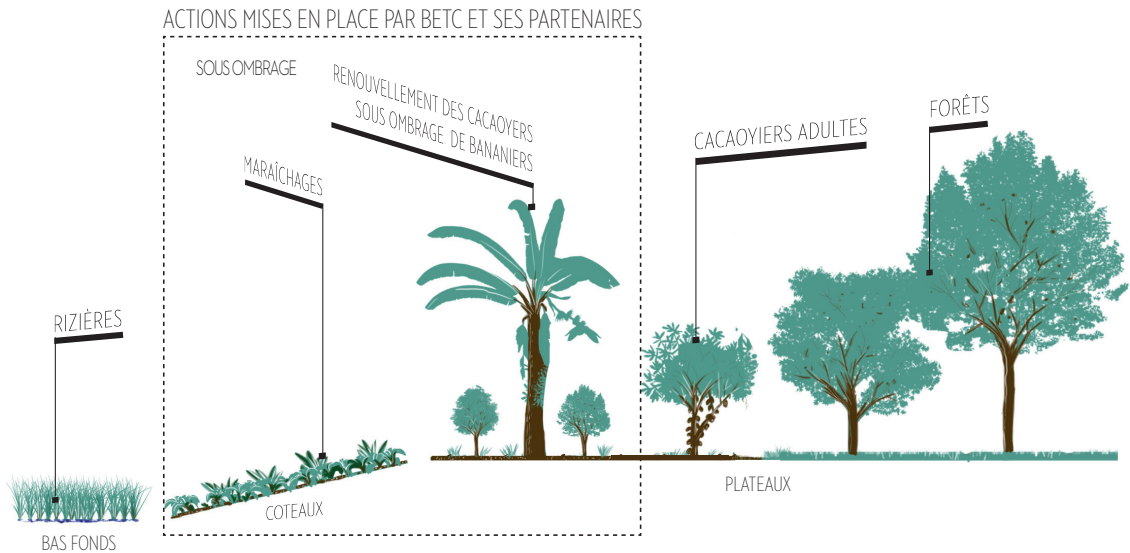 ACTIONS MISES EN PLACE PAR BETC ET SES PARTENAIRES
SOUS OMBRAGE
RENOUVELLEMENT DES CACAOYERS
SOUS OMBRAGE DE BANANIERS
MARAÎCHAGES
RIZIÈRES
CACAOYIERS ADULTES
FORÊTS
BAS FONDS
COTEAUX
PLATEAUX